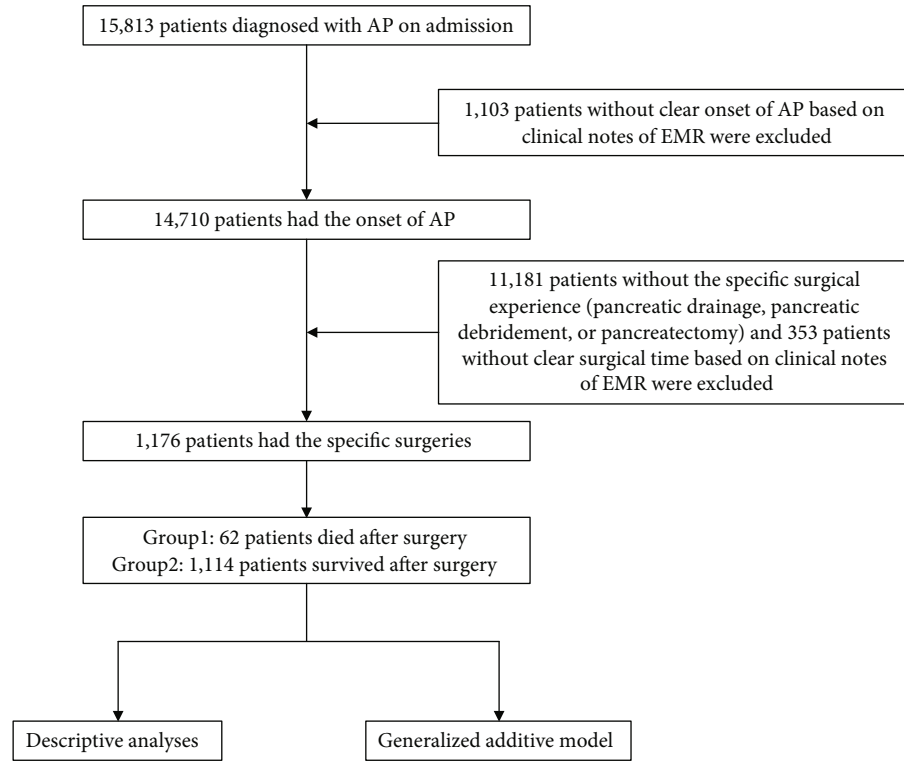 15,813 patients diagnosed with AP on admission
1,103 patients without clear onset of AP based on
clinical notes of EMR were excluded
14,710 patients had the onset of AP
11,181 patients without the specific surgical
experience (pancreatic drainage, pancreatic
debridement, or pancreatectomy) and 353 patients
without clear surgical time based on clinical notes
of EMR were excluded
1,176 patients had the specific surgeries
Group1: 62 patients died after surgery
Group2: 1,114 patients survived after surgery
Descriptive analyses
Generalized additive model